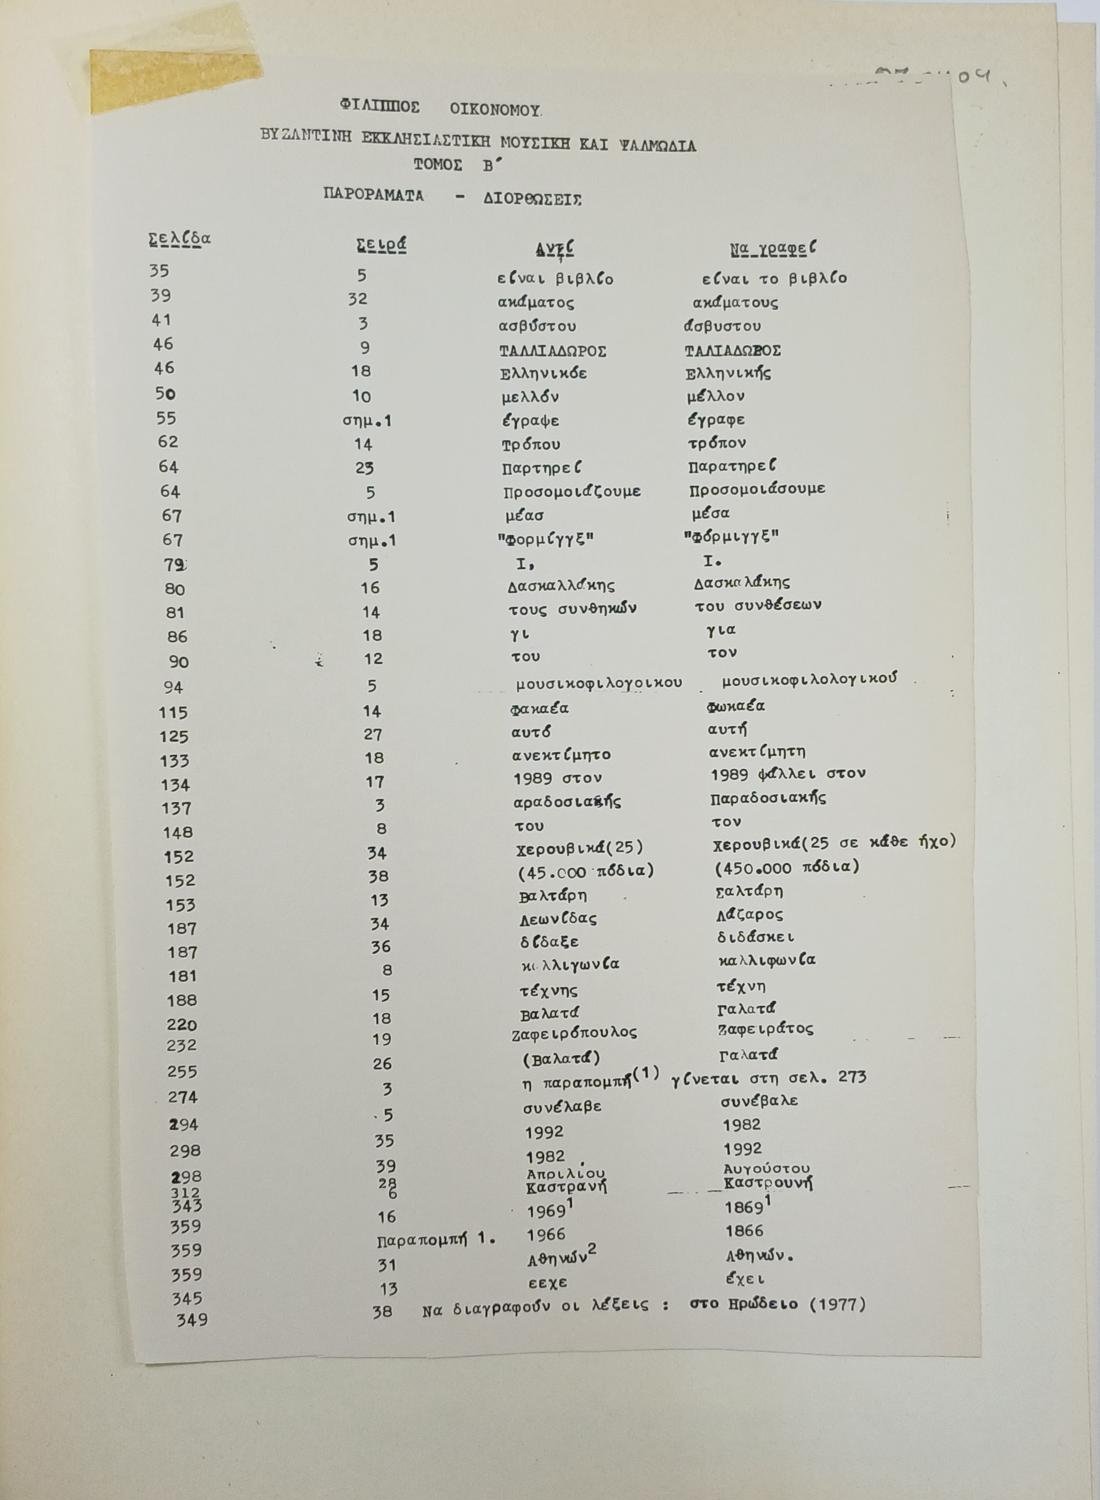 ΦΙΛΙΠΠΟΣ ΟΙΚΟΝΟΜΟΥ
ΒΥΖΑΝΤΙΝΗ ΕΚΚΛΗΣΙΑΣΤΙΚΗ ΜΟΥΣΙΚΗ ΚΑΙ ΨΑΛΜΩΔΙΑ
ΤΟΜΟΣ Β΄
ΠΑΡΟΡΑΜΑΤΑ - ΔΙΟΡΘΩΣΕΙΣ
Σελίδα Σειρά Αντί Να γραφεί
35 5 είναι βιβλίο είναι το βιβλίο
39 32 ακάματος ακάματους
41 3 ασβύστου άσβυστου
46 9 ΤΑΛΛΙΑΔΩΡΟΣ ΤΑΛΙΑΔΩΡΟΣ
46 18 Ελληνικόε Ελληνικής
50 10 μελλόν μέλλον
55 σημ.1 έγραψε έγραφε
62 14 Τρόπου τρόπον
64 23 Παρτηρεί Παρατηρεί
64 5 Προσομοιάζουμε Προσομοιάσουμε
67 σημ.1 μέασ μέσα
67 σημ.1 "Φορμίγγξ" "Φόρμιγγξ"
79 5 Ι, Ι.
80 16 Δασκαλλάκης Δασκαλάκης
81 14 τους συνθηκών του συνθέσεων
86 18 γι για
90 12 του τον
94 5 μουσικοφιλογοικου μουσικοφιλολογικού
115 14 Φακαέα Φωκαέα
125 27 αυτό αυτή
133 18 ανεκτίμητο ανεκτίμητη
134 17 1989 στον 1989 ψάλλει στον
137 3 αραδοσιακής Παραδοσιακής
148 8 του τον
152 34 Χερουβικά(25) Χερουβικά(25 σε κάθε ήχο)
152 38 (45.000 πόδια) (450.000 πόδια)
153 13 Βαλτάρη Σαλτάρη
187 34 Λεωνίδας Λάζαρος
187 36 δίδαξε διδάσκει
181 8 καλλιγωνία καλλιφωνία
188 15 τέχνης τέχνη
220 18 Βαλατά Γαλατά
232 19 Ζαφειρόπουλος Ζαφειράτος
255 26 (Βαλατά) Γαλατά
274 3 η παραπομπή(1) γίνεται στη σελ. 273
294 5 συνέλαβε συνέβαλε
298 35 1992 1982
298 39 1982 1992
312 28 Απριλίου Αυγούστου
343 6 Καστρανή Καστρουνή
359 16 1969¹ 1869¹
359 Παραπομπή 1. 1966 1866
359 31 Αθηνών² Αθηνών.
345 13 εεχε έχει
349 38 Να διαγραφούν οι λέξεις : στο Ηρώδειο (1977)